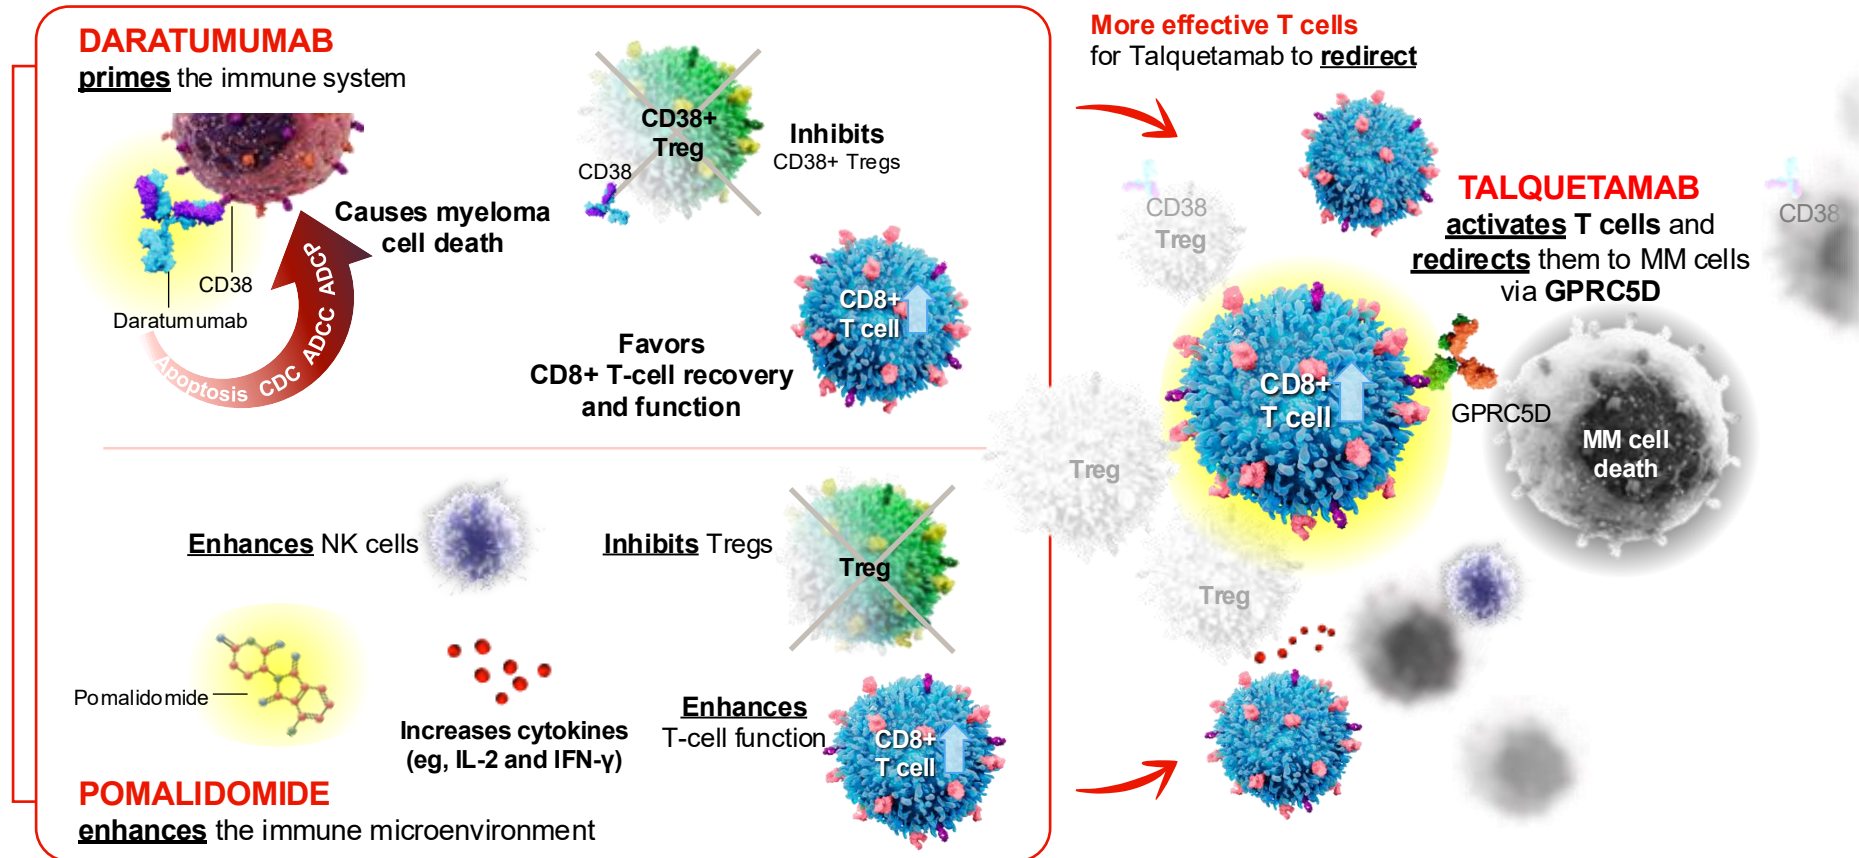 DARATUMUMAB
primes the immune system
CD38
Daratumumab
Apoptosis CDC ADCC ADCP
Causes myeloma
cell death
CD38+
Treg
CD38
Inhibits
CD38+ Tregs
Favors
CD8+ T-cell recovery
and function
CD8+
T cell
Enhances NK cells
Inhibits Tregs
Treg
Pomalidomide
Increases cytokines
(eg, IL-2 and IFN-γ)
Enhances
T-cell function
CD8+
T cell
POMALIDOMIDE
enhances the immune microenvironment
More effective T cells
for Talquetamab to redirect
CD38
Treg
TALQUETAMAB
activates T cells and
redirects them to MM cells
via GPRC5D
CD38
CD8+
T cell
GPRC5D
MM cell
death
Treg
Treg